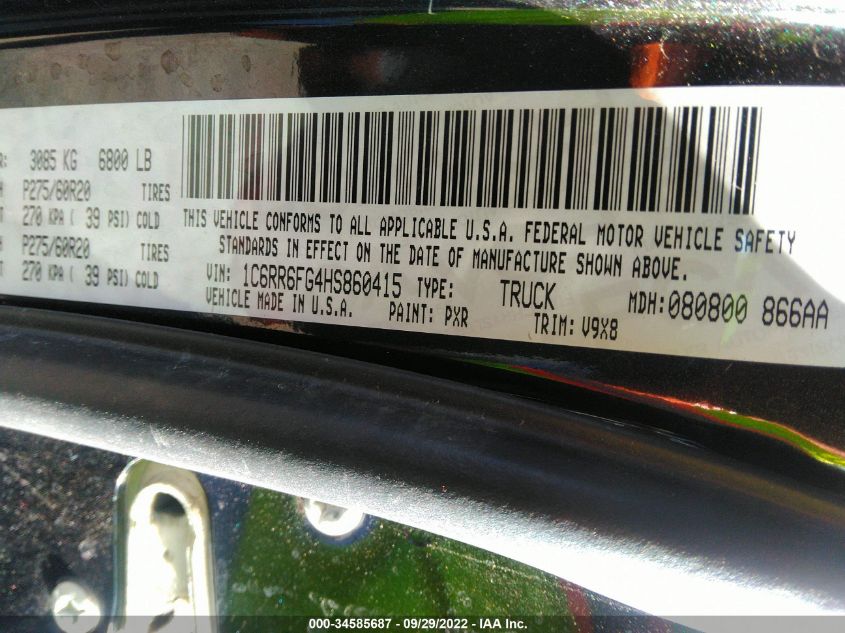 R: 3085 KG 6800 LB
P275/60R20 TIRES
270 KPA ( 39 PSI) COLD
P275/60R20 TIRES
270 KPA ( 39 PSI) COLD
THIS VEHICLE CONFORMS TO ALL APPLICABLE U.S.A. FEDERAL MOTOR VEHICLE SAFETY
STANDARDS IN EFFECT ON THE DATE OF MANUFACTURE SHOWN ABOVE.
VIN: 1C6RR6FG4HS860415 TYPE: TRUCK MDH:080800 866AA
VEHICLE MADE IN U.S.A. PAINT: PXR TRIM: V9X8
000-34585687 - 09/29/2022 - IAA Inc.